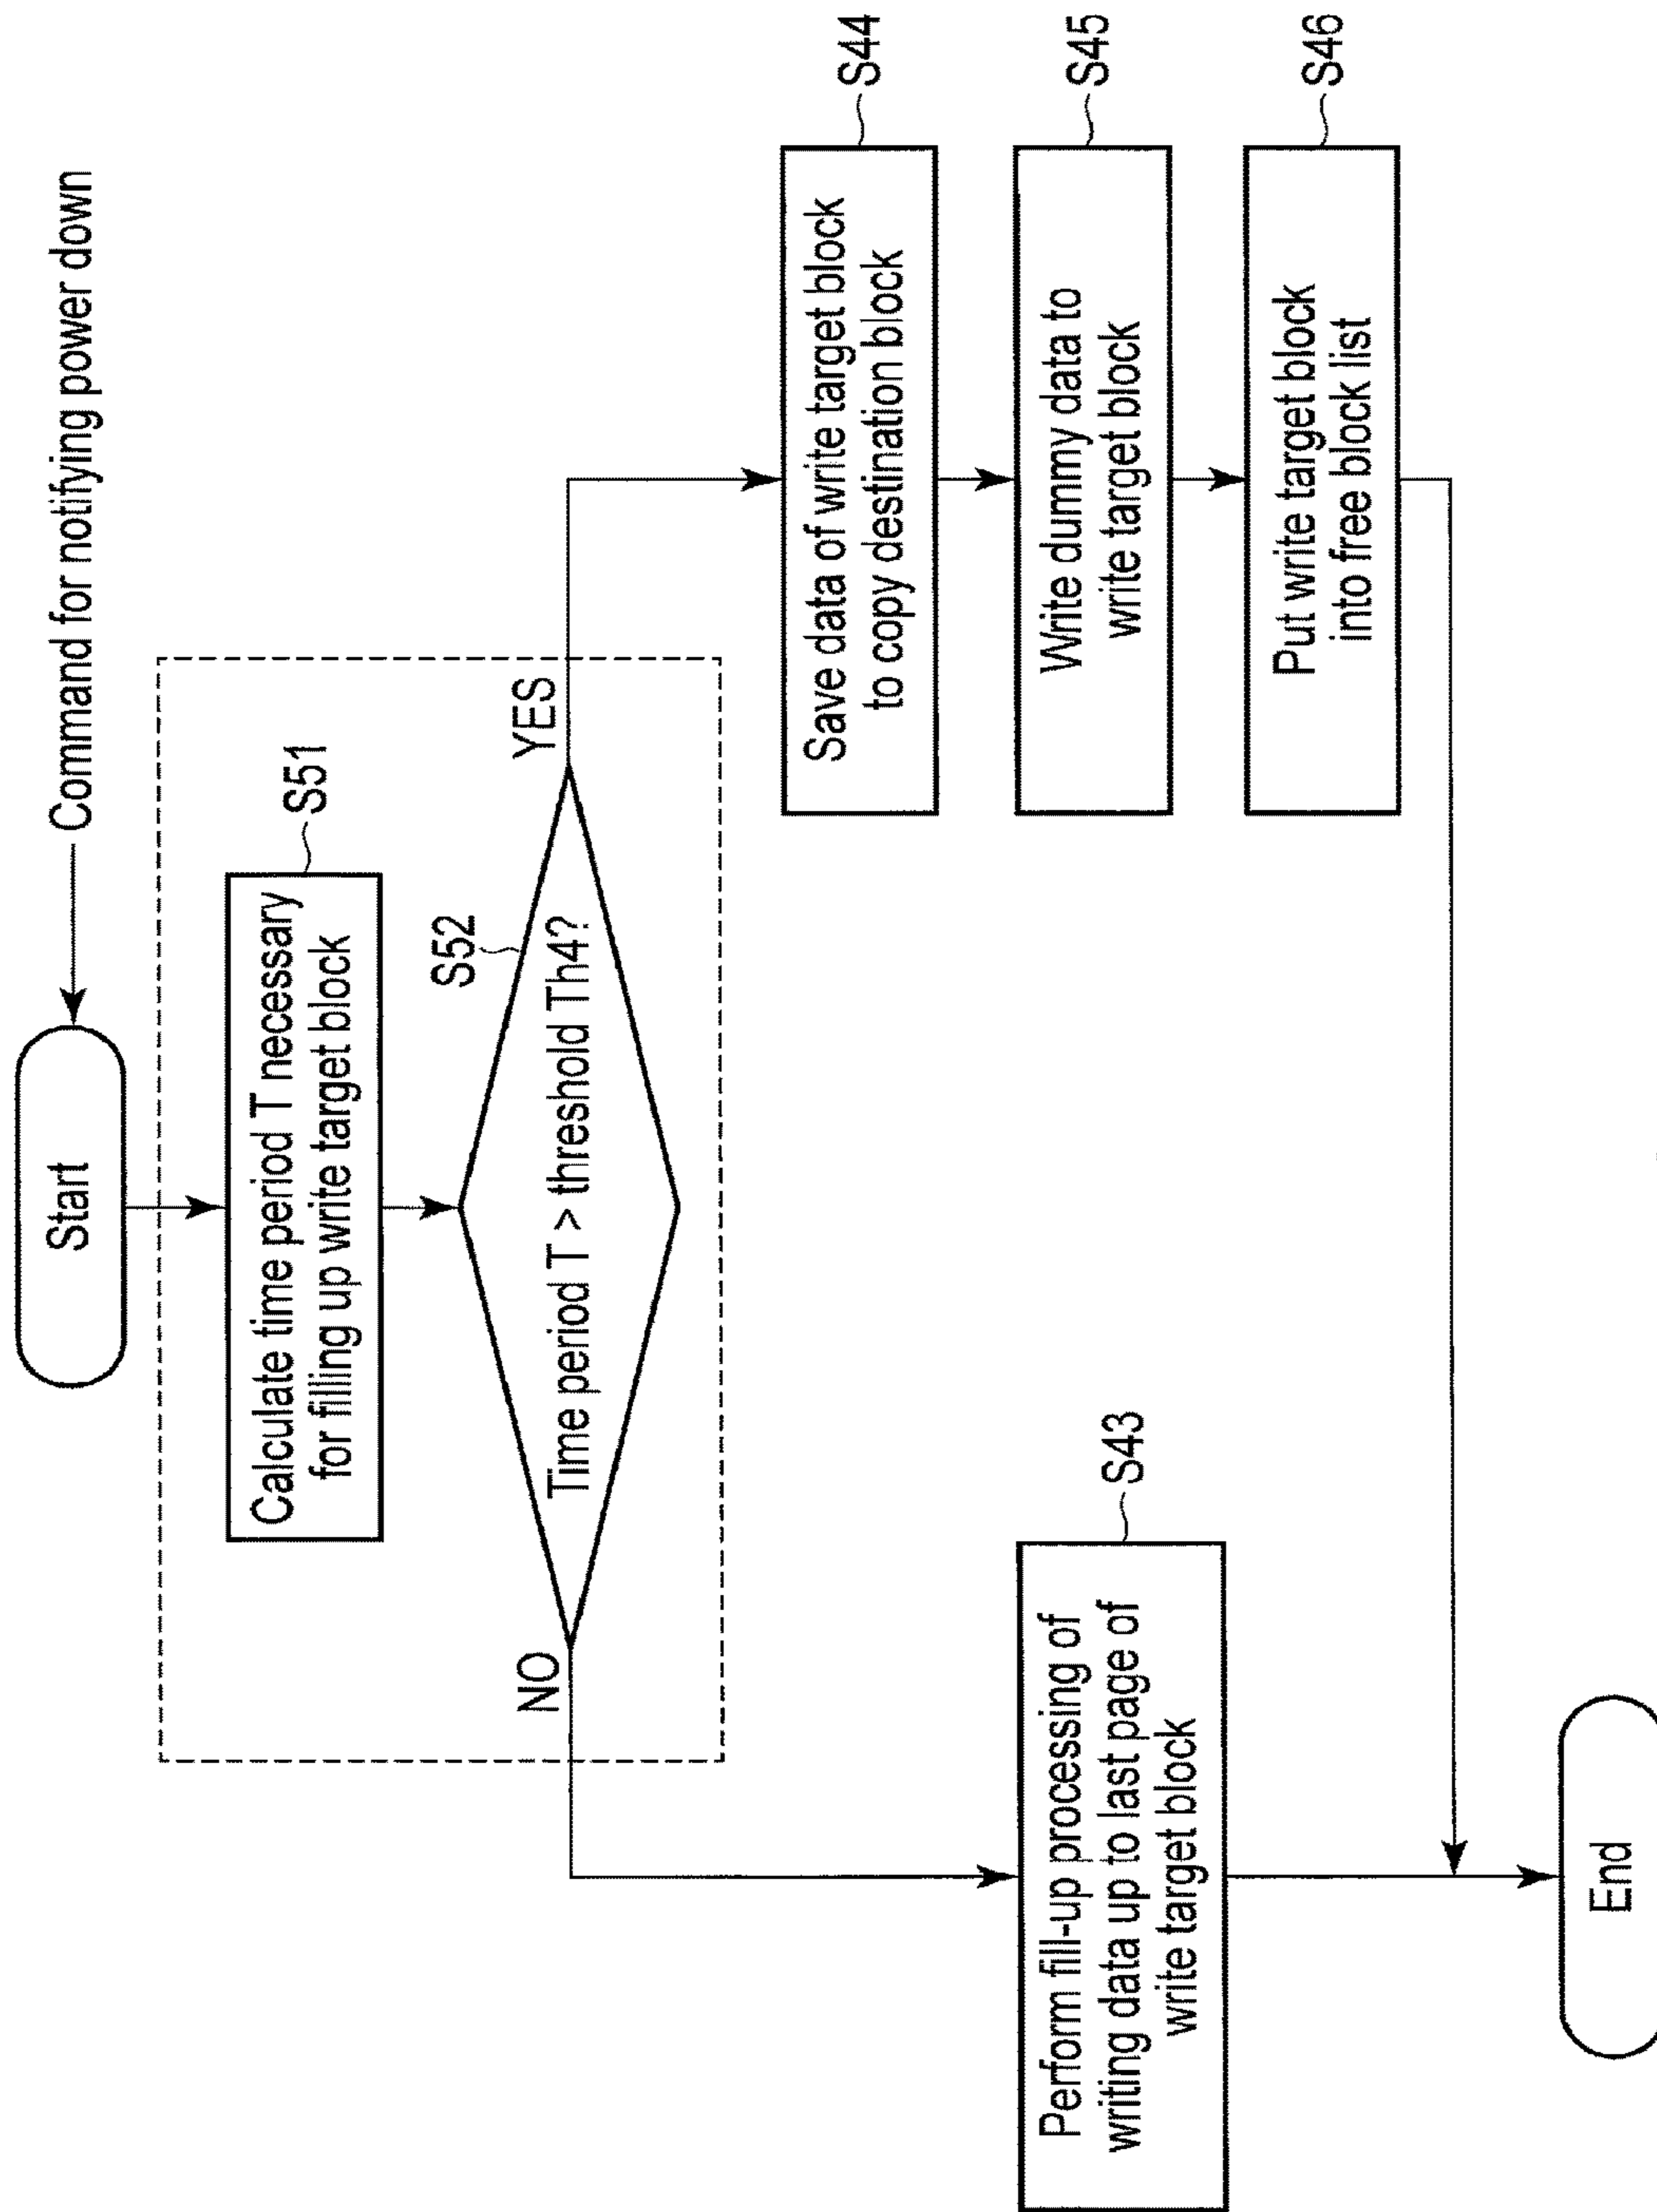 Command for notifying power down
Start
S51
Calculate time period T necessary
for filling up write target block
S52
Time period T > threshold Th4?
NO
YES
S44
Save data of write target block
to copy destination block
S43
Perform fill-up processing of
writing data up to last page of
write target block
S45
Write dummy data to
write target block
S46
Put write target block
into free block list
End